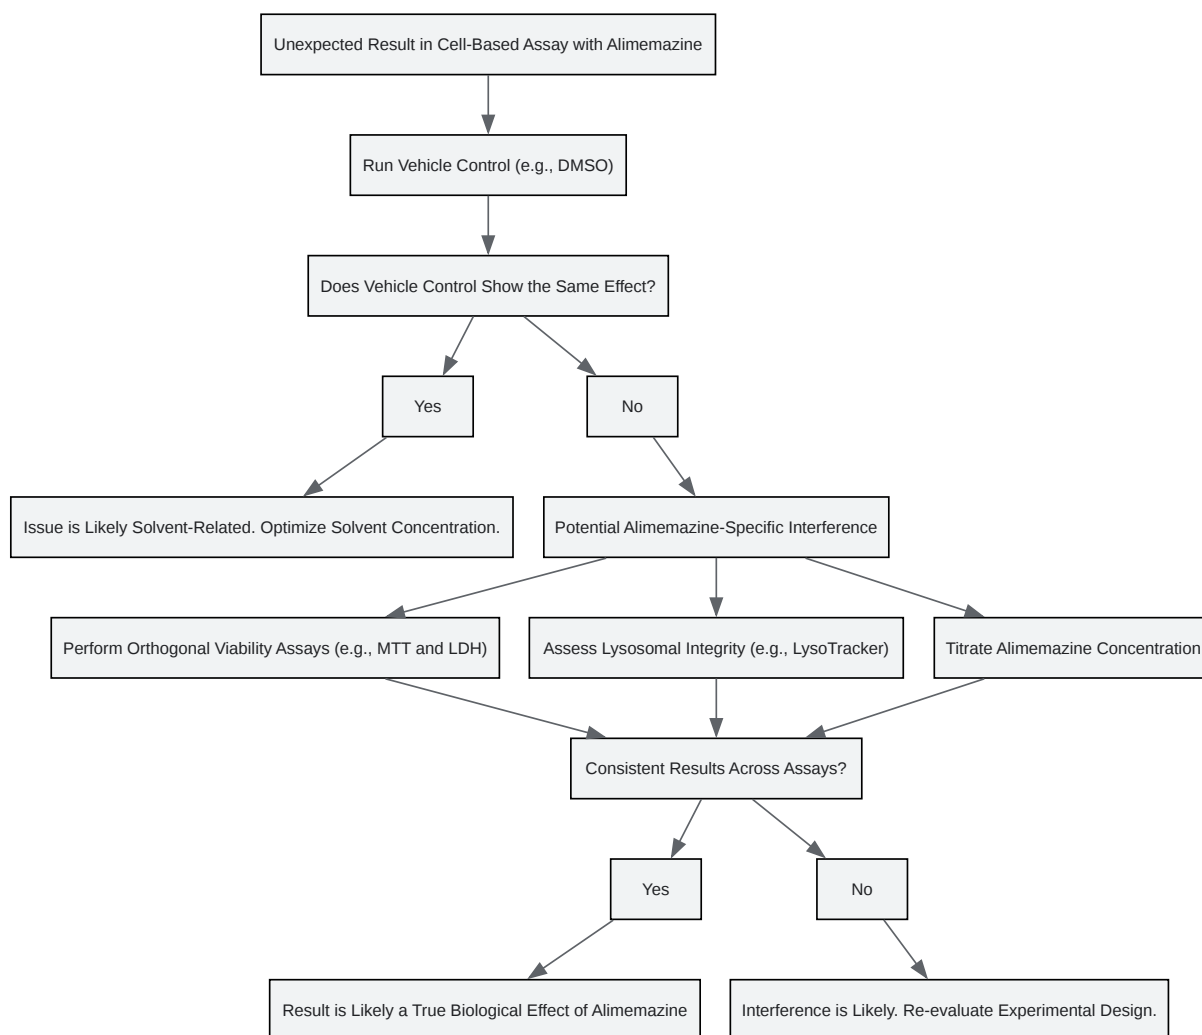 Unexpected Result in Cell-Based Assay with Alimemazine
Run Vehicle Control (e.g., DMSO)
Does Vehicle Control Show the Same Effect?
Yes
No
Issue is Likely Solvent-Related. Optimize Solvent Concentration.
Potential Alimemazine-Specific Interference
Perform Orthogonal Viability Assays (e.g., MTT and LDH)
Assess Lysosomal Integrity (e.g., LysoTracker)
Titrate Alimemazine Concentration
Consistent Results Across Assays?
Yes
No
Result is Likely a True Biological Effect of Alimemazine
Interference is Likely. Re-evaluate Experimental Design.